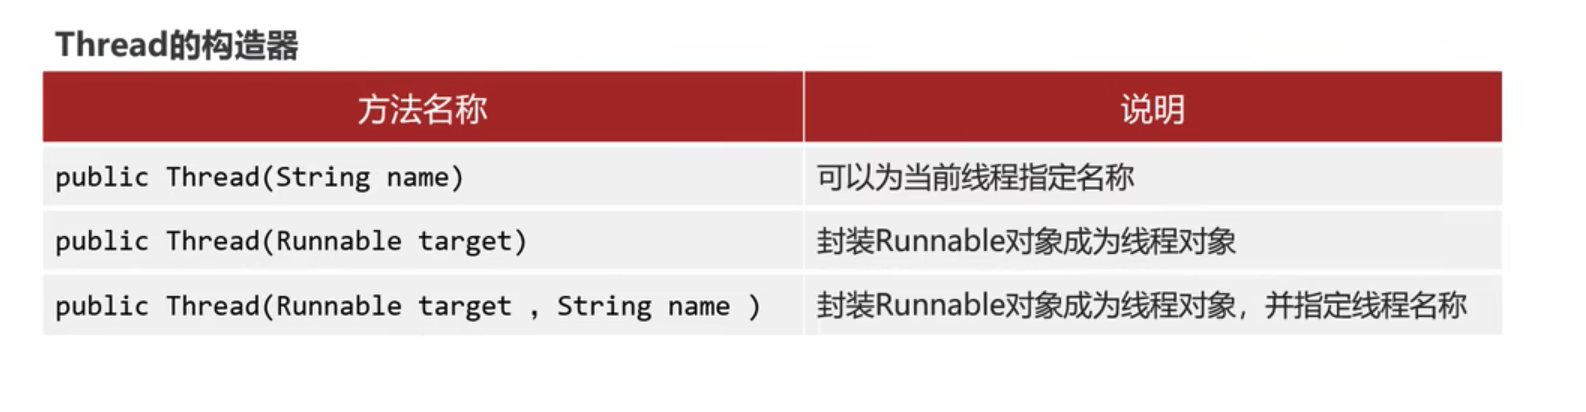 Thread的构造器
方法名称 说明
public Thread(String name) 可以为当前线程指定名称
public Thread(Runnable target) 封装Runnable对象成为线程对象
public Thread(Runnable target , String name ) 封装Runnable对象成为线程对象，并指定线程名称